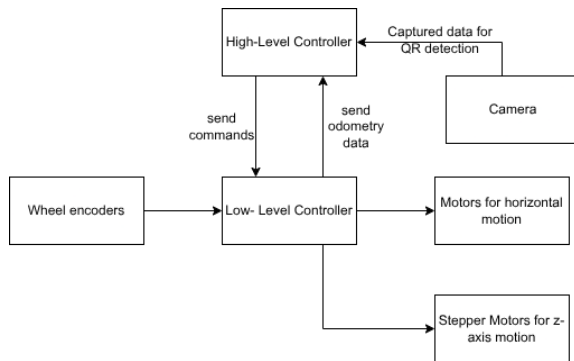 High-Level Controller
Captured data for
QR detection
Camera
send
commands
send
odometry
data
Wheel encoders
Low- Level Controller
Motors for horizontal
motion
Stepper Motors for z-
axis motion